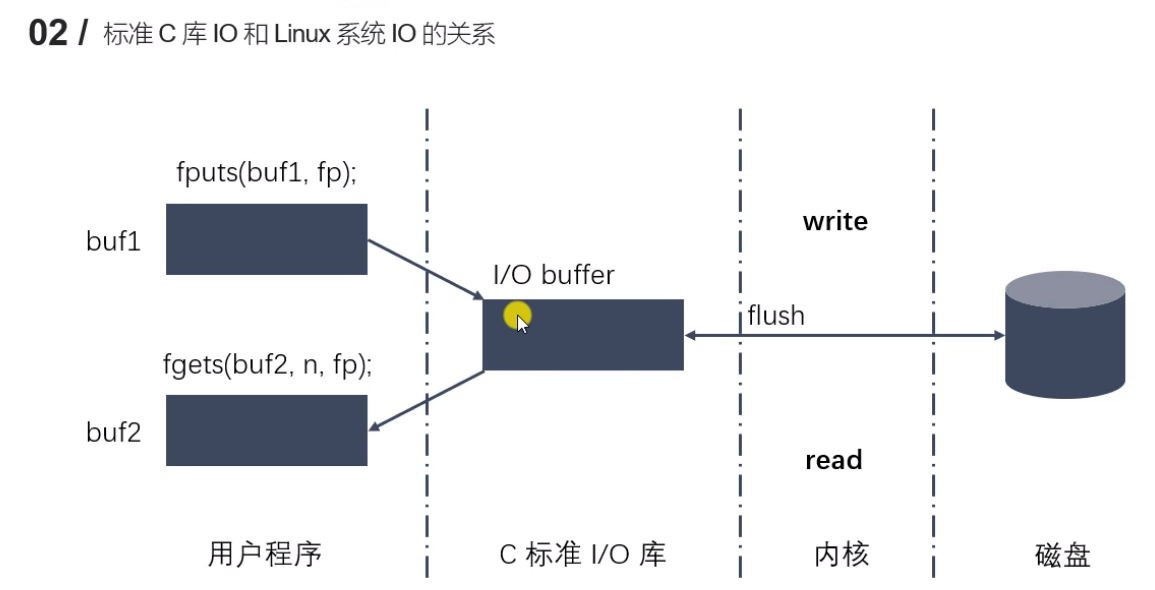 02 / 标准 C 库 IO 和 Linux 系统 IO 的关系
fputs(buf1, fp);
buf1
I/O buffer
write
flush
fgets(buf2, n, fp);
buf2
read
用户程序
C 标准 I/O 库
内核
磁盘